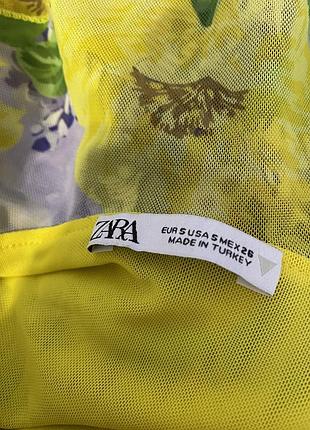 ZARA
EUR S USA S MEX 26
MADE IN TURKEY